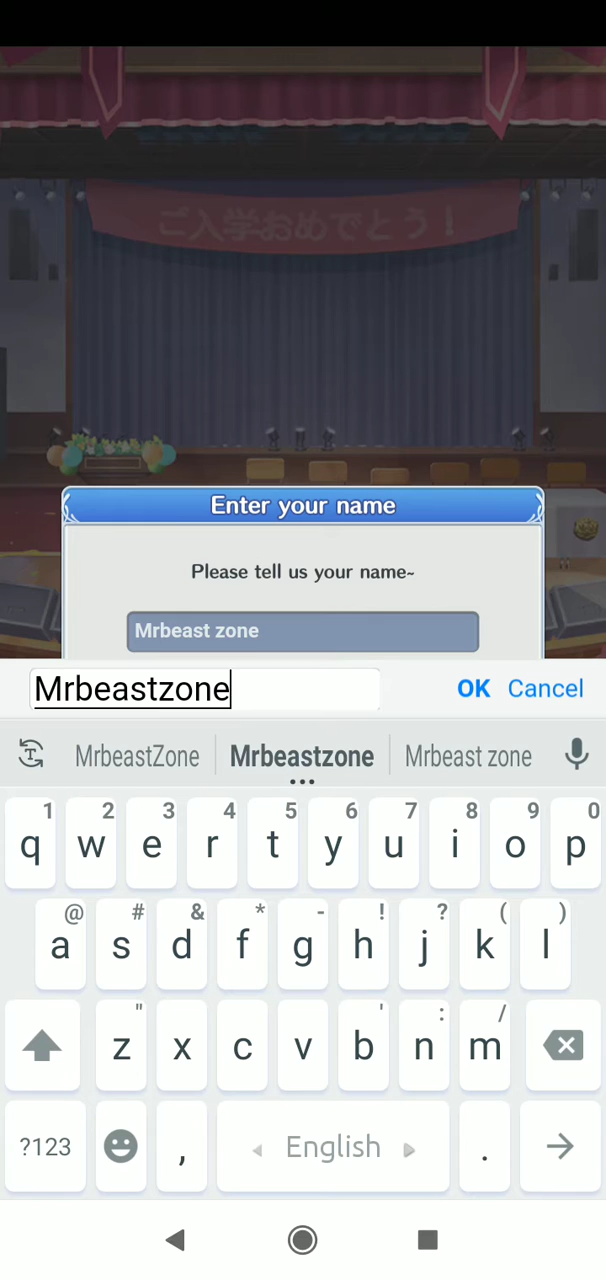 ご入学おめでとう!
Enter your name
Please tell us your name~
Mrbeast zone
Mrbeastzone OK Cancel
MrbeastZone Mrbeastzone Mrbeast zone
1 2 3 4 5 6 7 8 9 0
q w e r t y u i o p
@ # & * - ! ? ( )
a s d f g h j k l
" ' : /
z x c v b n m
?123 , English .